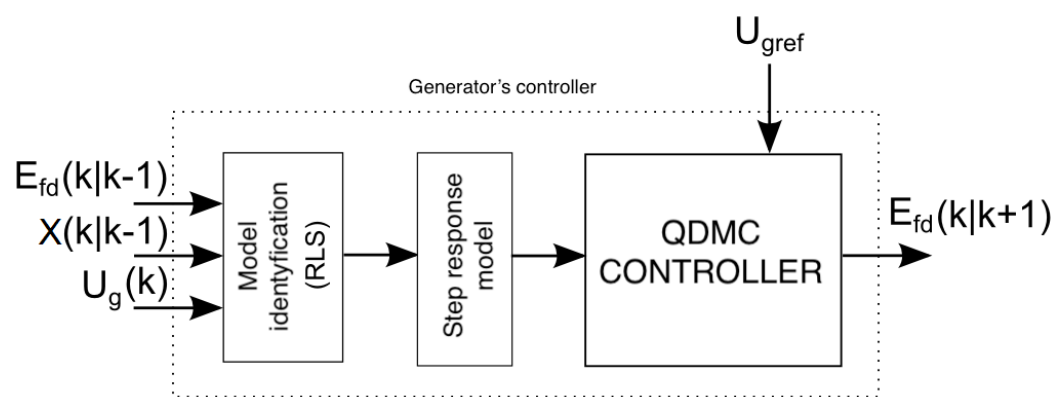 U_gref
Generator's controller
E_fd(k|k-1)
X(k|k-1)
U_g(k)
Model
identyfication
(RLS)
Step response
model
QDMC
CONTROLLER
E_fd(k|k+1)